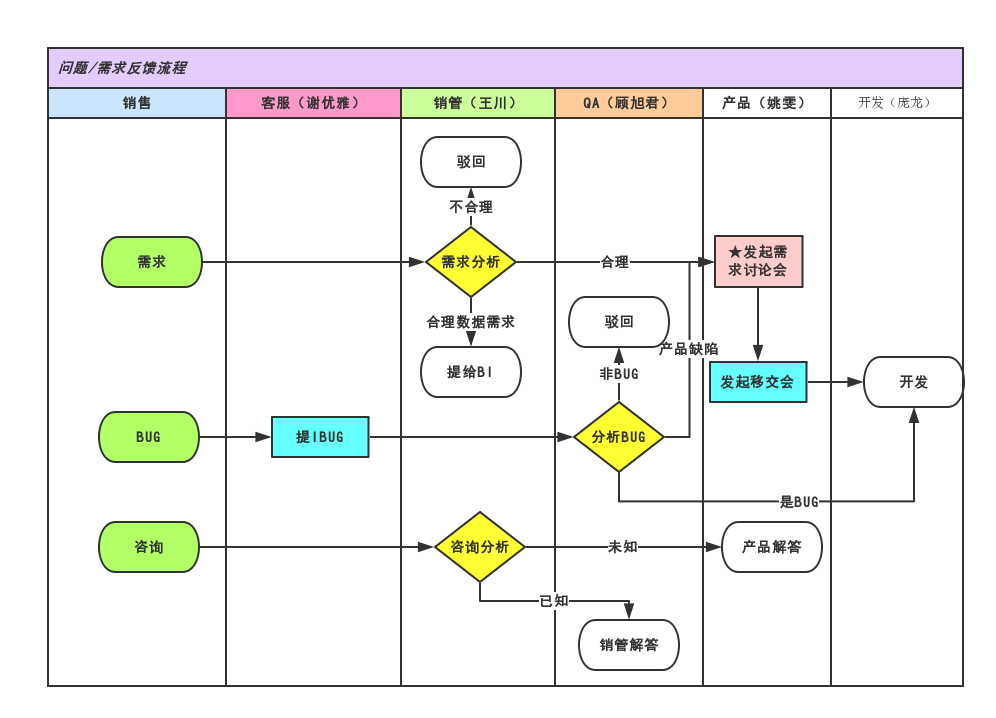 问题/需求反馈流程
销售
客服（谢优雅）
销管（王川）
QA（顾旭君）
产品（姚雯）
开发（庞龙）
驳回
不合理
需求
需求分析
合理
★发起需
求讨论会
合理数据需求
驳回
产品缺陷
提给BI
非BUG
发起移交会
开发
BUG
提1BUG
分析BUG
是BUG
咨询
咨询分析
未知
产品解答
已知
销管解答